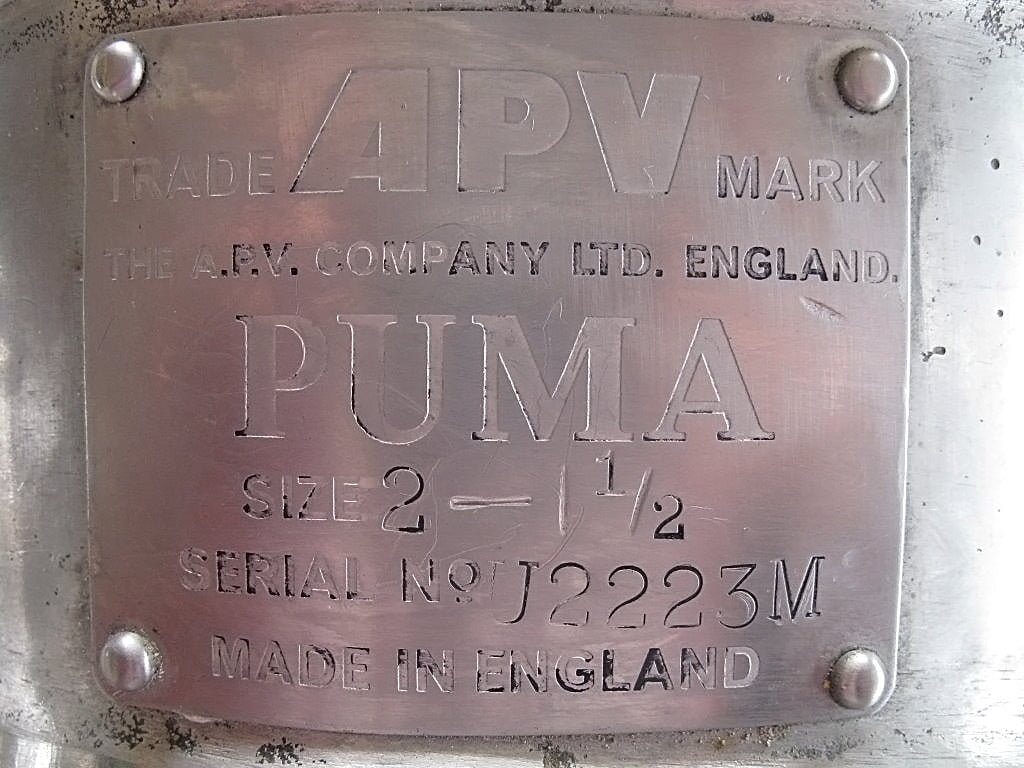 TRADE APV MARK
THE A.P.V. COMPANY LTD. ENGLAND.
PUMA
SIZE 2 — 1 1/2
SERIAL No J2223M
MADE IN ENGLAND